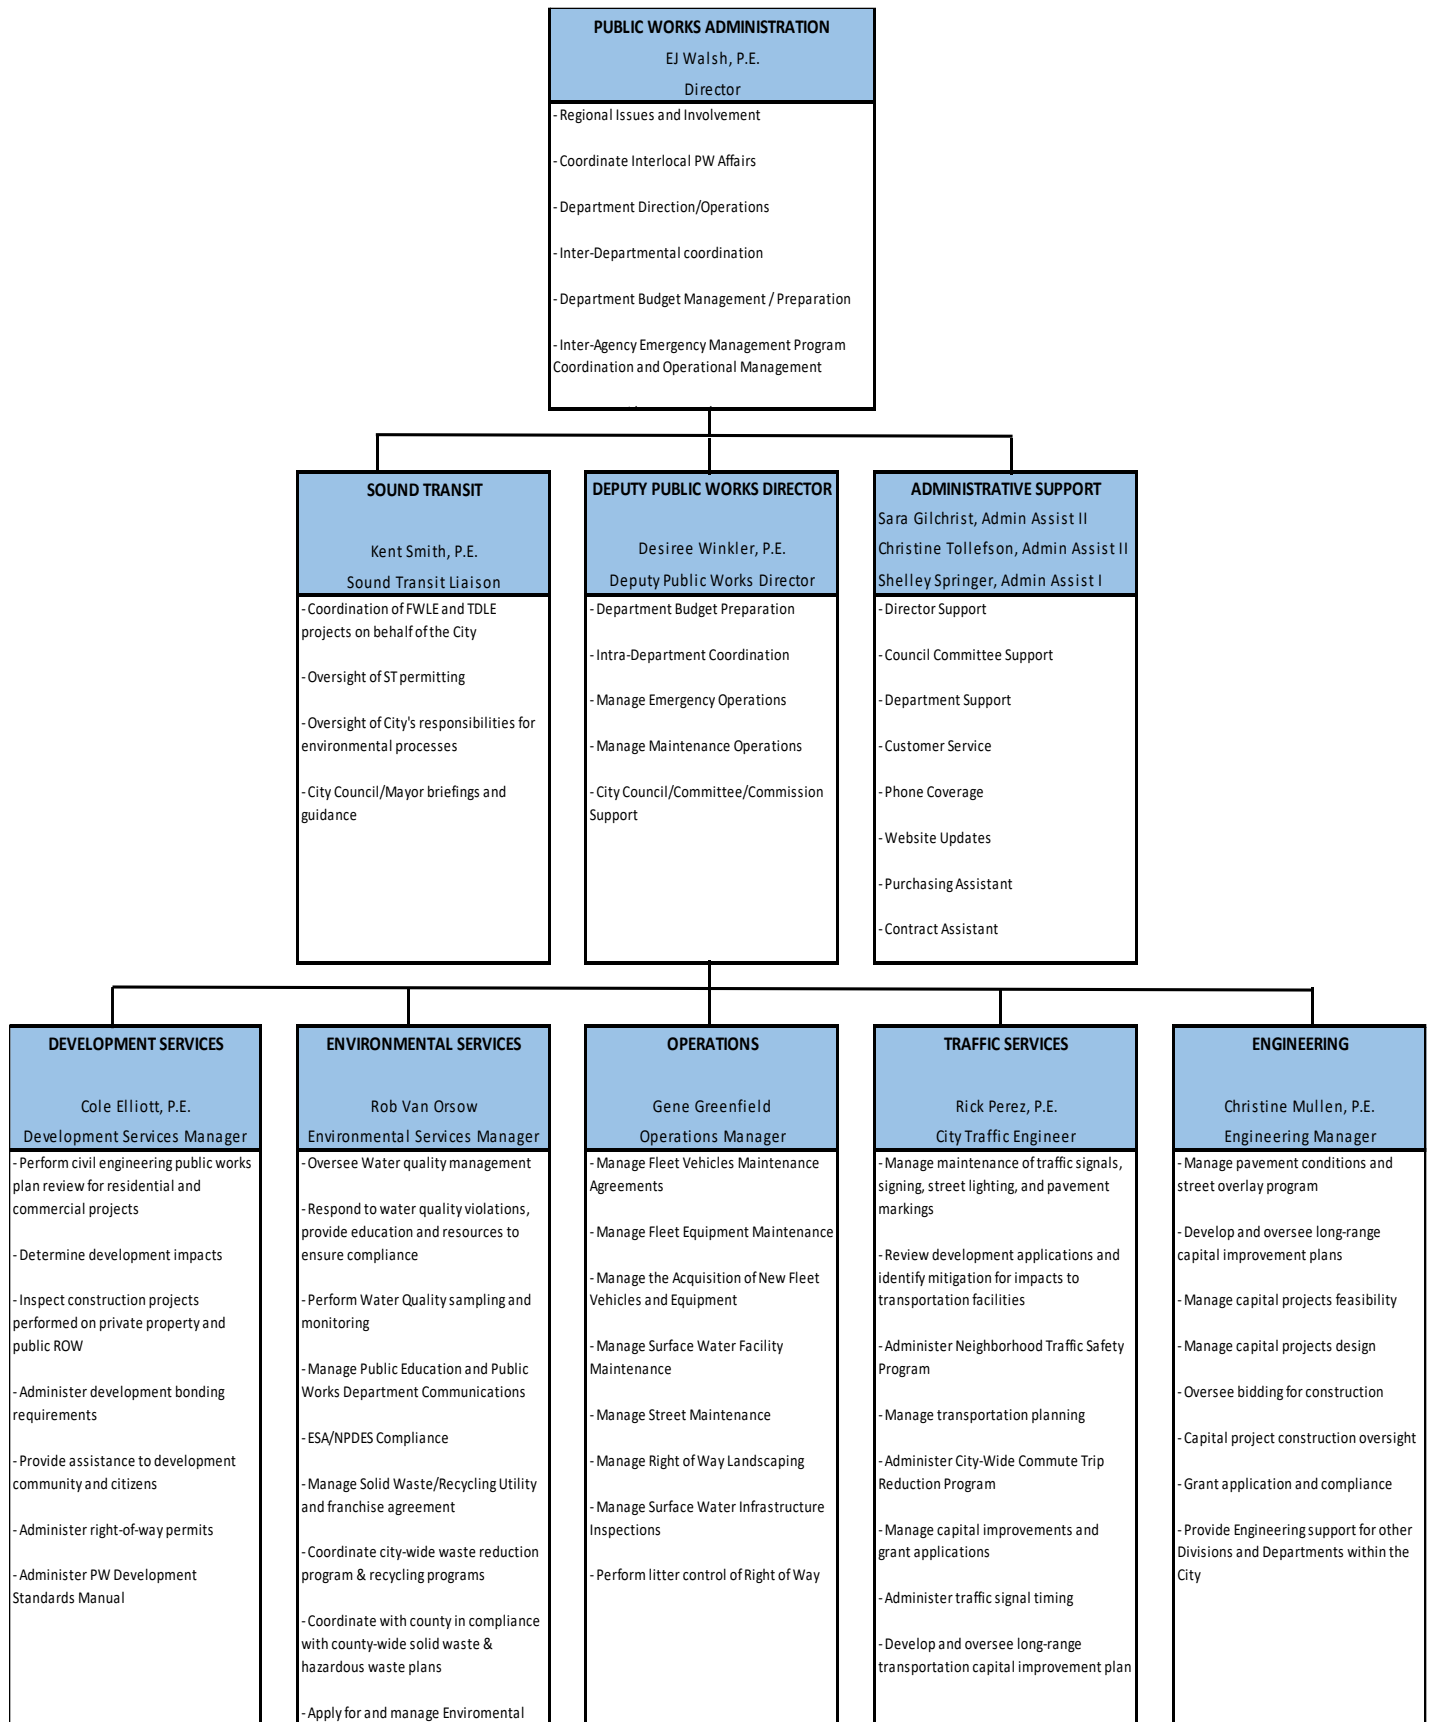 PUBLIC WORKS ADMINISTRATION
EJ Walsh, P.E.
Director
- Regional Issues and Involvement
- Coordinate Interlocal PW Affairs
- Department Direction/Operations
- Inter-Departmental coordination
- Department Budget Management / Preparation
- Inter-Agency Emergency Management Program
Coordination and Operational Management
SOUND TRANSIT
Kent Smith, P.E.
Sound Transit Liaison
- Coordination of FWLE and TDLE
projects on behalf of the City
- Oversight of ST permitting
- Oversight of City's responsibilities for
environmental processes
- City Council/Mayor briefings and
guidance
DEPUTY PUBLIC WORKS DIRECTOR
Desiree Winkler, P.E.
Deputy Public Works Director
- Department Budget Preparation
- Intra-Department Coordination
- Manage Emergency Operations
- Manage Maintenance Operations
- City Council/Committee/Commission
Support
ADMINISTRATIVE SUPPORT
Sara Gilchrist, Admin Assist II
Christine Tollefson, Admin Assist II
Shelley Springer, Admin Assist I
- Director Support
- Council Committee Support
- Department Support
- Customer Service
- Phone Coverage
- Website Updates
- Purchasing Assistant
- Contract Assistant
DEVELOPMENT SERVICES
Cole Elliott, P.E.
Development Services Manager
- Perform civil engineering public works
plan review for residential and
commercial projects
- Determine development impacts
- Inspect construction projects
performed on private property and
public ROW
- Administer development bonding
requirements
- Provide assistance to development
community and citizens
- Administer right-of-way permits
- Administer PW Development
Standards Manual
ENVIRONMENTAL SERVICES
Rob Van Orsow
Environmental Services Manager
- Oversee Water quality management
- Respond to water quality violations,
provide education and resources to
ensure compliance
- Perform Water Quality sampling and
monitoring
- Manage Public Education and Public
Works Department Communications
- ESA/NPDES Compliance
- Manage Solid Waste/Recycling Utility
and franchise agreement
- Coordinate city-wide waste reduction
program & recycling programs
- Coordinate with county in compliance
with county-wide solid waste &
hazardous waste plans
- Apply for and manage Enviromental
OPERATIONS
Gene Greenfield
Operations Manager
- Manage Fleet Vehicles Maintenance
Agreements
- Manage Fleet Equipment Maintenance
- Manage the Acquisition of New Fleet
Vehicles and Equipment
- Manage Surface Water Facility
Maintenance
- Manage Street Maintenance
- Manage Right of Way Landscaping
- Manage Surface Water Infrastructure
Inspections
- Perform litter control of Right of Way
TRAFFIC SERVICES
Rick Perez, P.E.
City Traffic Engineer
- Manage maintenance of traffic signals,
signing, street lighting, and pavement
markings
- Review development applications and
identify mitigation for impacts to
transportation facilities
- Administer Neighborhood Traffic Safety
Program
- Manage transportation planning
- Administer City-Wide Commute Trip
Reduction Program
- Manage capital improvements and
grant applications
- Administer traffic signal timing
- Develop and oversee long-range
transportation capital improvement plan
ENGINEERING
Christine Mullen, P.E.
Engineering Manager
- Manage pavement conditions and
street overlay program
- Develop and oversee long-range
capital improvement plans
- Manage capital projects feasibility
- Manage capital projects design
- Oversee bidding for construction
- Capital project construction oversight
- Grant application and compliance
- Provide Engineering support for other
Divisions and Departments within the
City